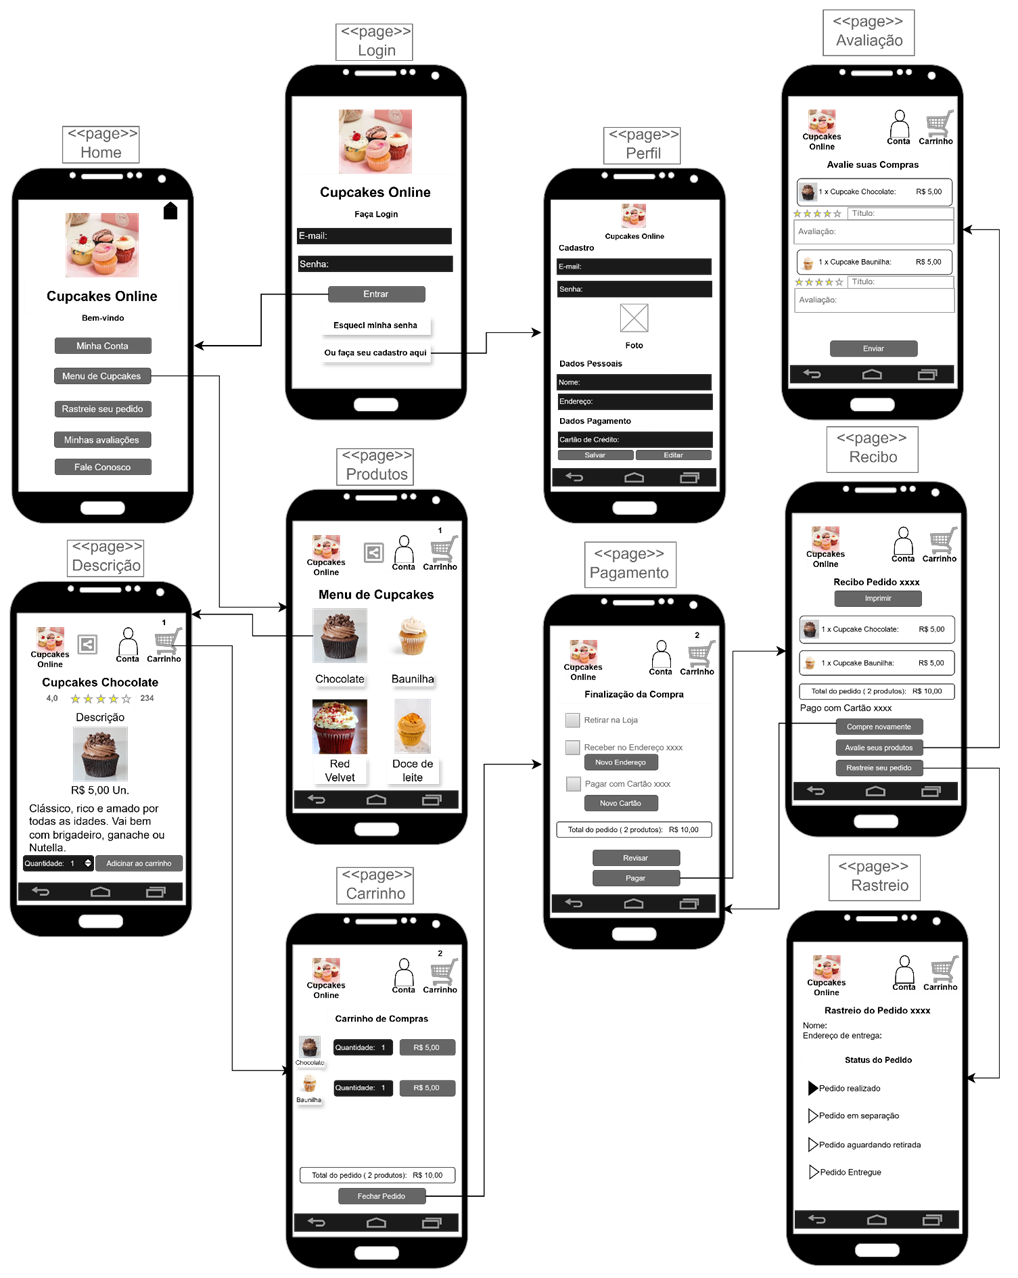 <<page>>
Login
Cupcakes Online
Faça Login
E-mail:
Senha:
Entrar
Esqueci minha senha
Ou faça seu cadastro aqui
<<page>>
Avaliação
Cupcakes
Online
Conta
Carrinho
Avalie suas Compras
1 x Cupcake Chocolate: R$ 5,00
Título:
Avaliação:
1 x Cupcake Baunilha: R$ 5,00
Título:
Avaliação:
Enviar
<<page>>
Home
Cupcakes Online
Bem-vindo
Minha Conta
Menu de Cupcakes
Rastreie seu pedido
Minhas avaliações
Fale Conosco
<<page>>
Perfil
Cupcakes Online
Cadastro
E-mail:
Senha:
Foto
Dados Pessoais
Nome:
Endereço:
Dados Pagamento
Cartão de Crédito:
Salvar Editar
<<page>>
Produtos
1
Cupcakes
Online
Conta
Carrinho
Menu de Cupcakes
Chocolate Baunilha
Red
Velvet
Doce de
leite
<<page>>
Recibo
Cupcakes
Online
Conta
Carrinho
Recibo Pedido xxxx
Imprimir
1 x Cupcake Chocolate: R$ 5,00
1 x Cupcake Baunilha: R$ 5,00
Total do pedido ( 2 produtos): R$ 10,00
Pago com Cartão xxxx
Compre novamente
Avalie seus produtos
Rastreie seu pedido
<<page>>
Descrição
1
Cupcakes
Online
Conta
Carrinho
Cupcakes Chocolate
4,0 234
Descrição
R$ 5,00 Un.
Clássico, rico e amado por
todas as idades. Vai bem
com brigadeiro, ganache ou
Nutella.
Quantidade: 1 Adicinar ao carrinho
<<page>>
Pagamento
2
Cupcakes
Online
Conta
Carrinho
Finalização da Compra
Retirar na Loja
Receber no Endereço xxxx
Novo Endereço
Pagar com Cartão xxxx
Novo Cartão
Total do pedido ( 2 produtos): R$ 10,00
Revisar
Pagar
<<page>>
Carrinho
2
Cupcakes
Online
Conta
Carrinho
Carrinho de Compras
Chocolate
Quantidade: 1 R$ 5,00
Baunilha
Quantidade: 1 R$ 5,00
Total do pedido ( 2 produtos): R$ 10,00
Fechar Pedido
<<page>>
Rastreio
Cupcakes
Online
Conta
Carrinho
Rastreio do Pedido xxxx
Nome:
Endereço de entrega:
Status do Pedido
Pedido realizado
Pedido em separação
Pedido aguardando retirada
Pedido Entregue